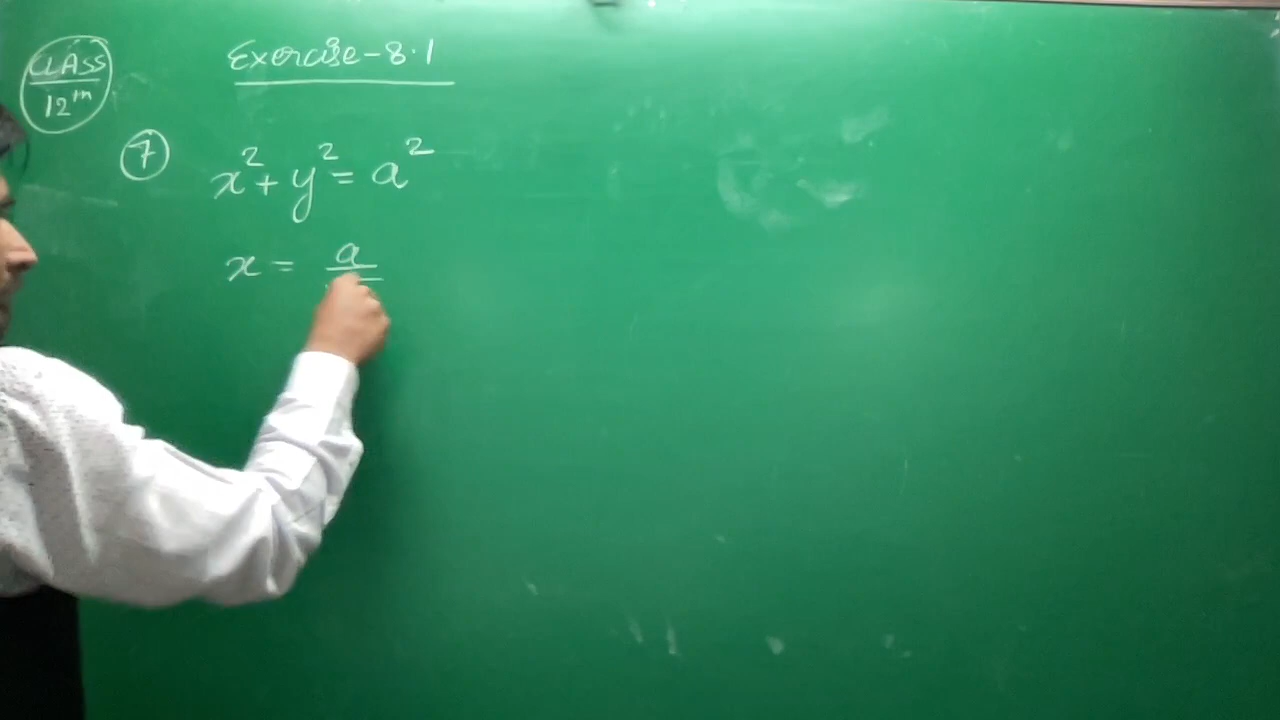 CLASS
12th
Exercise-8.1
7 x² + y² = a²
x = a